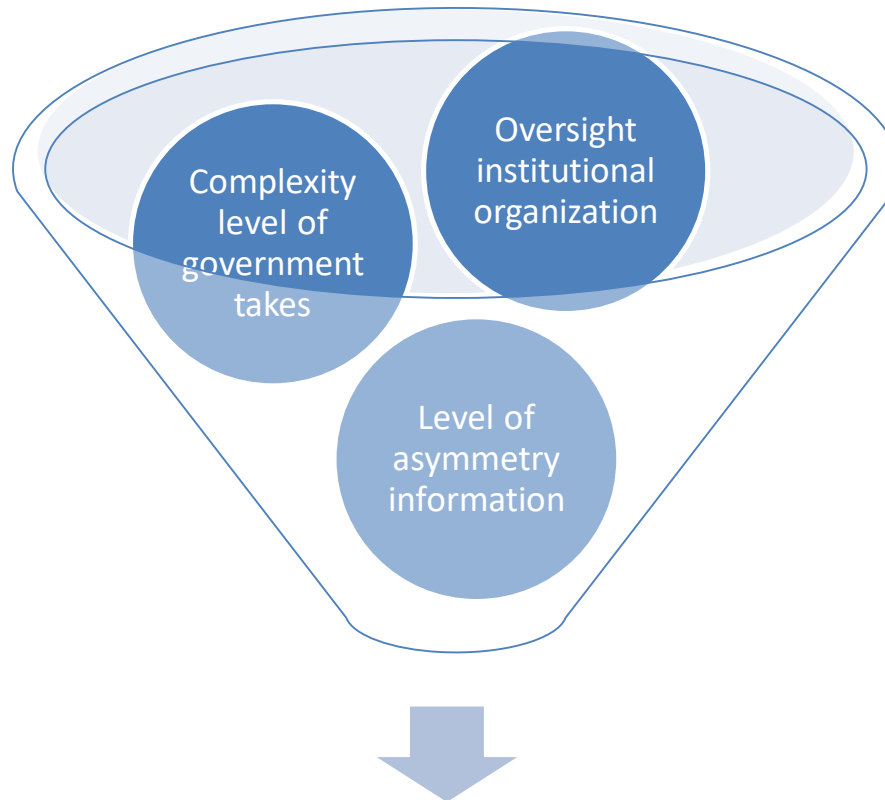 Oversight
institutional
organization
Complexity
level of
government
takes
Level of
asymmetry
information